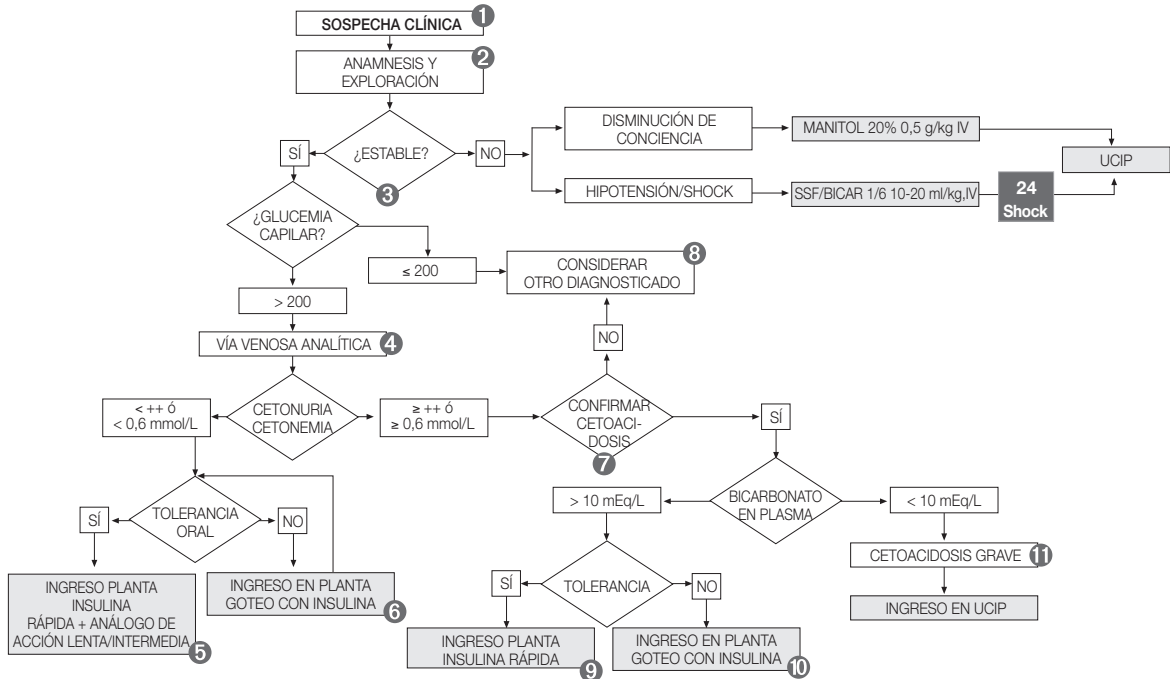 SOSPECHA CLÍNICA
1
ANAMNESIS Y
EXPLORACIÓN
2
¿ESTABLE?
3
SÍ
NO
DISMINUCIÓN DE
CONCIENCIA
MANITOL 20% 0,5 g/kg IV
UCIP
HIPOTENSIÓN/SHOCK
SSF/BICAR 1/6 10-20 ml/kg,IV
24
Shock
¿GLUCEMIA
CAPILAR?
≤ 200
CONSIDERAR
OTRO DIAGNOSTICADO
8
> 200
NO
VÍA VENOSA ANALÍTICA
4
< ++ ó
< 0,6 mmol/L
CETONURIA
CETONEMIA
≥ ++ ó
≥ 0,6 mmol/L
CONFIRMAR
CETOACI-
DOSIS
7
SÍ
TOLERANCIA
ORAL
SÍ
NO
> 10 mEq/L
BICARBONATO
EN PLASMA
< 10 mEq/L
INGRESO PLANTA
INSULINA
RÁPIDA + ANÁLOGO DE
ACCIÓN LENTA/INTERMEDIA
5
INGRESO EN PLANTA
GOTEO CON INSULINA
6
SÍ
TOLERANCIA
NO
CETOACIDOSIS GRAVE
11
INGRESO EN UCIP
INGRESO PLANTA
INSULINA RÁPIDA
9
INGRESO EN PLANTA
GOTEO CON INSULINA
10